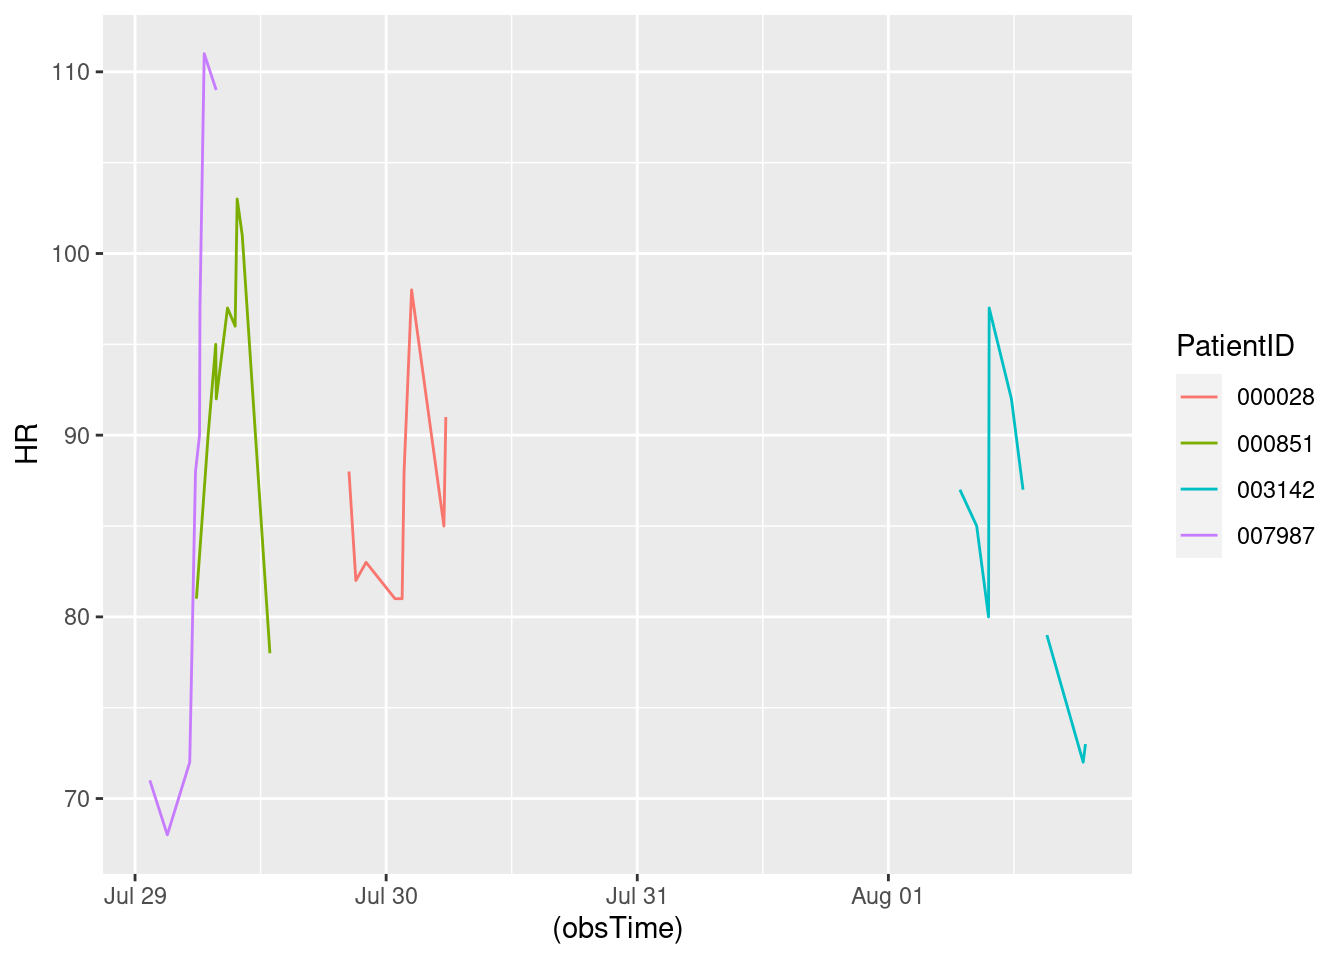 110
100
90
80
70
HR
Jul 29
Jul 30
Jul 31
Aug 01
(obsTime)
PatientID
000028
000851
003142
007987